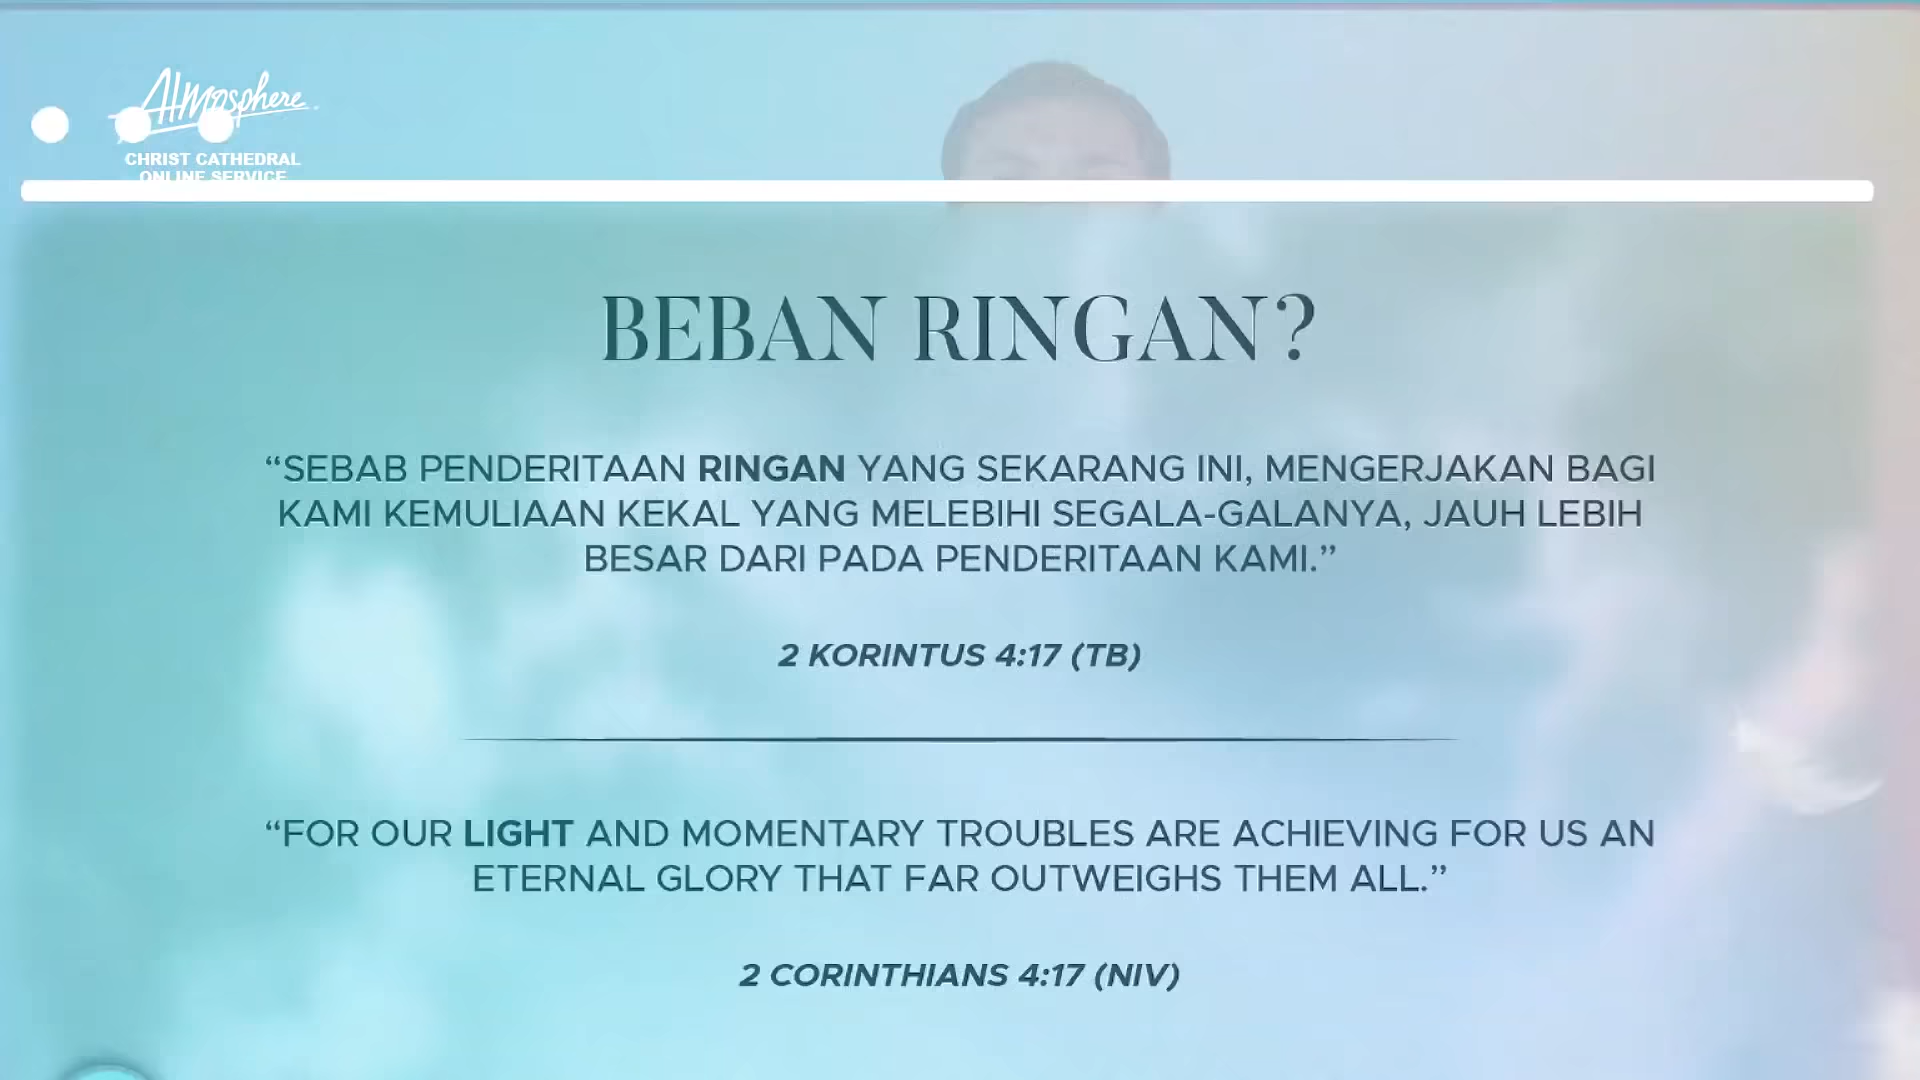 Atmosphere.
CHRIST CATHEDRAL
ONLINE SERVICE
BEBAN RINGAN?
“SEBAB PENDERITAAN RINGAN YANG SEKARANG INI, MENGERJAKAN BAGI
KAMI KEMULIAAN KEKAL YANG MELEBIHI SEGALA-GALANYA, JAUH LEBIH
BESAR DARI PADA PENDERITAAN KAMI.”
2 KORINTUS 4:17 (TB)
“FOR OUR LIGHT AND MOMENTARY TROUBLES ARE ACHIEVING FOR US AN
ETERNAL GLORY THAT FAR OUTWEIGHS THEM ALL.”
2 CORINTHIANS 4:17 (NIV)